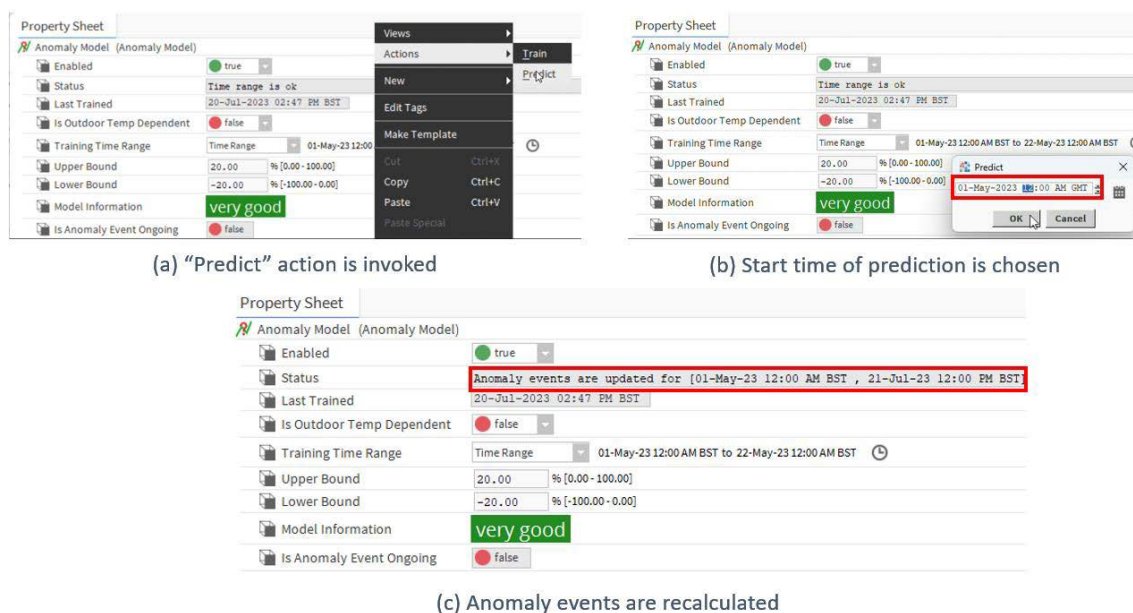 Property Sheet
Anomaly Model (Anomaly Model)
Enabled true
Status Time range is ok
Last Trained 20-Jul-2023 02:47 PM BST
Is Outdoor Temp Dependent false
Training Time Range Time Range 01-May-23 12:00
Upper Bound 20.00 % [0.00 - 100.00]
Lower Bound -20.00 % [-100.00 - 0.00]
Model Information very good
Is Anomaly Event Ongoing false
Views
Actions
Train
Predict
New
Edit Tags
Make Template
Cut Ctrl+X
Copy Ctrl+C
Paste Ctrl+V
Paste Special
(a) “Predict” action is invoked
Property Sheet
Anomaly Model (Anomaly Model)
Enabled true
Status Time range is ok
Last Trained 20-Jul-2023 02:47 PM BST
Is Outdoor Temp Dependent false
Training Time Range Time Range 01-May-23 12:00 AM BST to 22-May-23 12:00 AM BST
Upper Bound 20.00 % [0.00 - 100.00]
Lower Bound -20.00 % [-100.00 - 0.00]
Model Information very good
Is Anomaly Event Ongoing false
Predict
01-May-2023 12:00 AM GMT
OK Cancel
(b) Start time of prediction is chosen
Property Sheet
Anomaly Model (Anomaly Model)
Enabled true
Status Anomaly events are updated for [01-May-23 12:00 AM BST , 21-Jul-23 12:00 PM BST]
Last Trained 20-Jul-2023 02:47 PM BST
Is Outdoor Temp Dependent false
Training Time Range Time Range 01-May-23 12:00 AM BST to 22-May-23 12:00 AM BST
Upper Bound 20.00 % [0.00 - 100.00]
Lower Bound -20.00 % [-100.00 - 0.00]
Model Information very good
Is Anomaly Event Ongoing false
(c) Anomaly events are recalculated